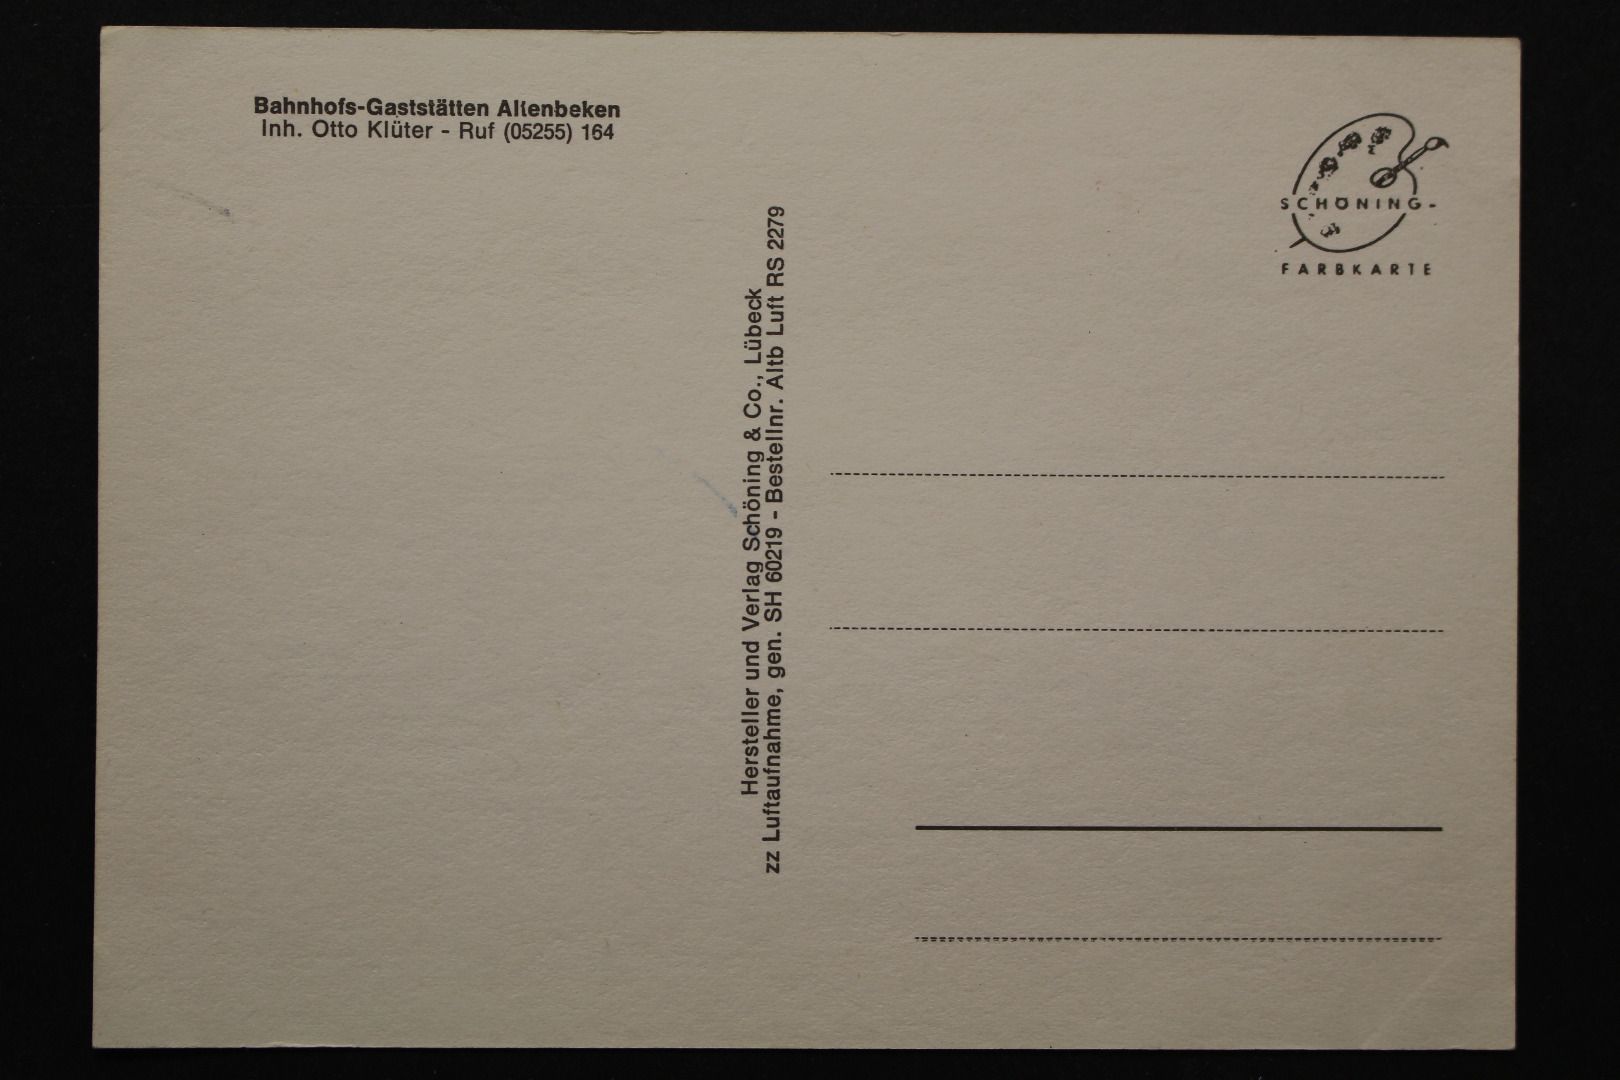 Bahnhofs-Gaststätten Altenbeken
Inh. Otto Klüter - Ruf (05255) 164
SCHÖNING-
FARBKARTE
Hersteller und Verlag Schöning & Co., Lübeck
zz Luftaufnahme, gen. SH 60219 - Bestellnr. Altb Luft RS 2279